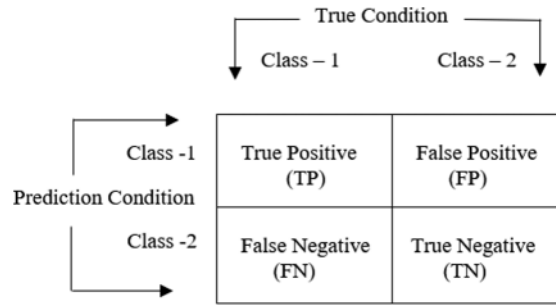 True Condition
Class – 1
Class – 2
Class -1
True Positive
(TP)
False Positive
(FP)
Prediction Condition
Class -2
False Negative
(FN)
True Negative
(TN)